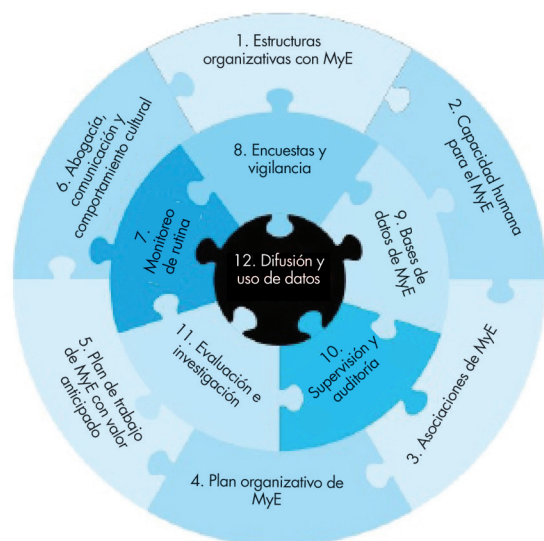 1. Estructuras
organizativas con MyE
2. Capacidad humana
para el MyE
3. Asociaciones de MyE
4. Plan organizativo de
MyE
5. Plan de trabajo
de MyE con valor
anticipado
6. Abogacía,
comunicación y
comportamiento cultural
7.
Monitoreo
de rutina
8. Encuestas y
vigilancia
9. Bases de
datos de MyE
10.
Supervisión y
auditoría
11. Evaluación e
investigación
12. Difusión y
uso de datos